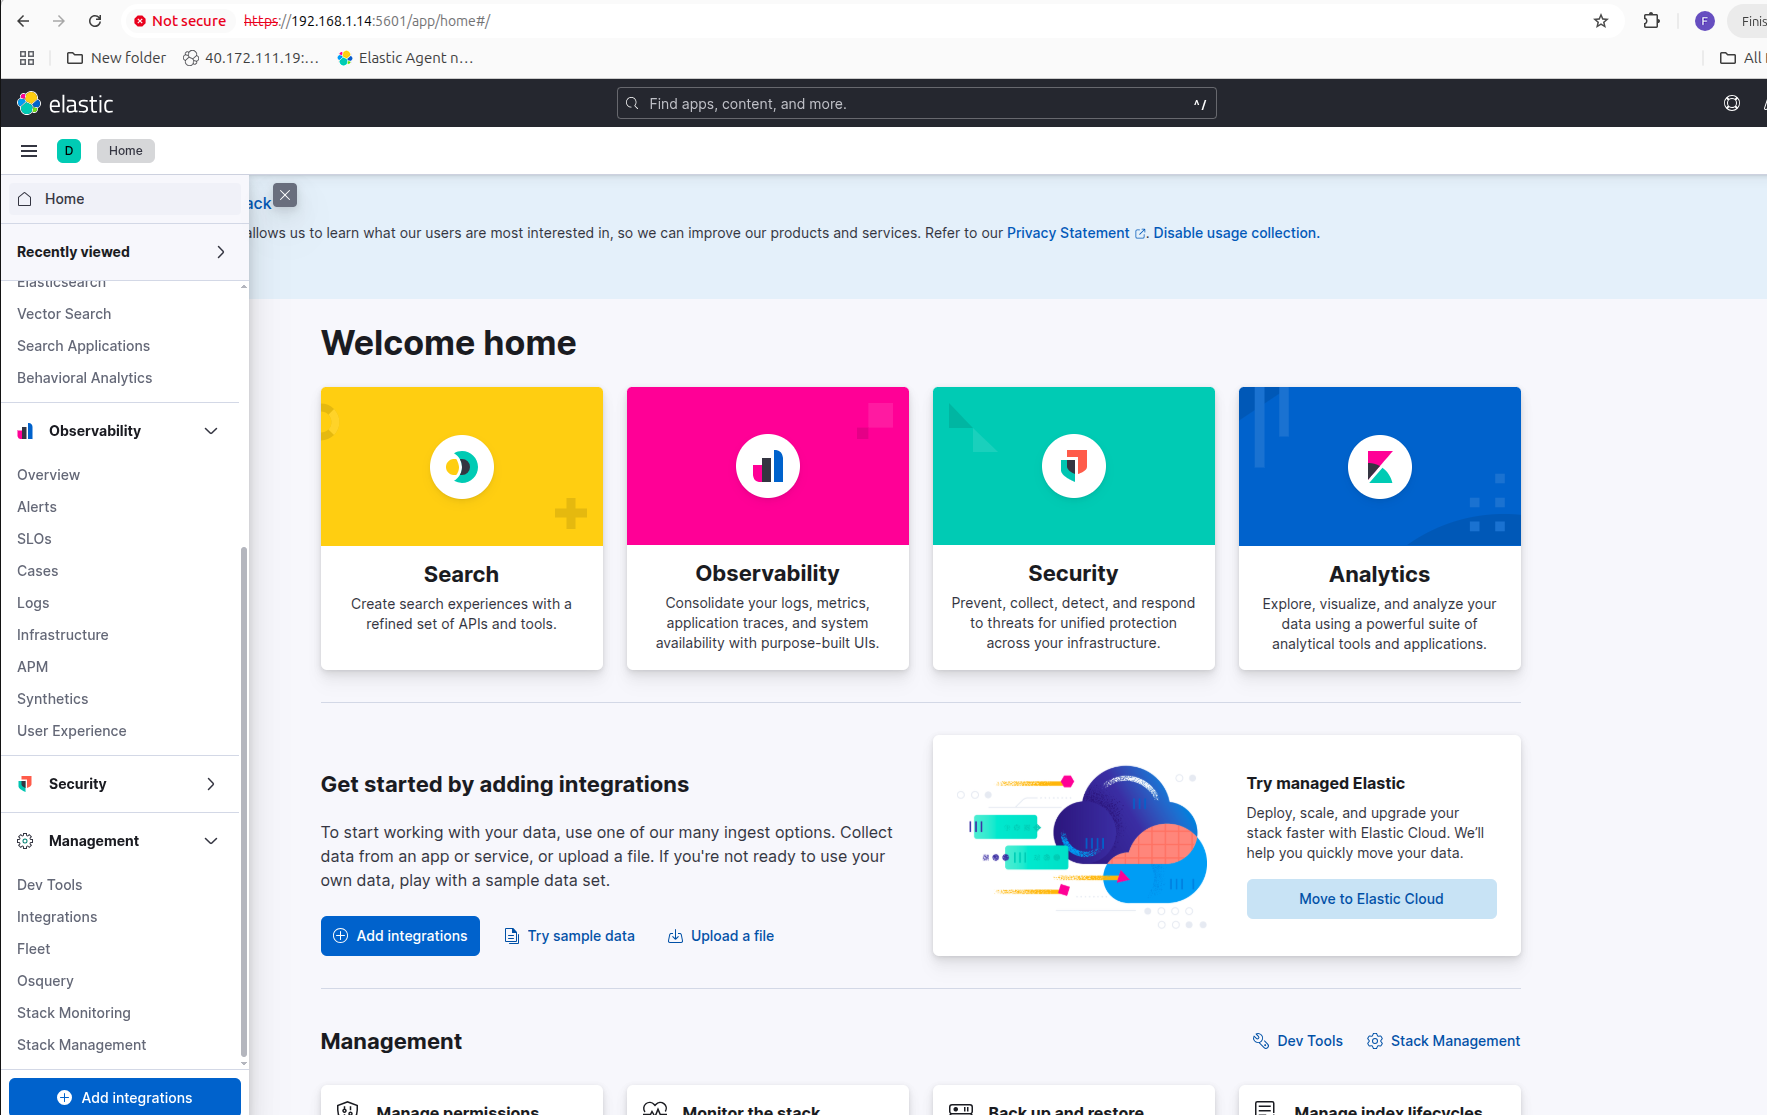 Not secure https://192.168.1.14:5601/app/home#/
F
New folder
40.172.111.19:...
Elastic Agent n...
All
elastic
Find apps, content, and more.
^ /
D
Home
Home
Recently viewed
Elasticsearch
Vector Search
Search Applications
Behavioral Analytics
Observability
Overview
Alerts
SLOs
Cases
Logs
Infrastructure
APM
Synthetics
User Experience
Security
Management
Dev Tools
Integrations
Fleet
Osquery
Stack Monitoring
Stack Management
Add integrations
ack
allows us to learn what our users are most interested in, so we can improve our products and services. Refer to our Privacy Statement. Disable usage collection.
Welcome home
Search
Create search experiences with a
refined set of APIs and tools.
Observability
Consolidate your logs, metrics,
application traces, and system
availability with purpose-built UIs.
Security
Prevent, collect, detect, and respond
to threats for unified protection
across your infrastructure.
Analytics
Explore, visualize, and analyze your
data using a powerful suite of
analytical tools and applications.
Get started by adding integrations
To start working with your data, use one of our many ingest options. Collect
data from an app or service, or upload a file. If you're not ready to use your
own data, play with a sample data set.
Add integrations
Try sample data
Upload a file
Try managed Elastic
Deploy, scale, and upgrade your
stack faster with Elastic Cloud. We'll
help you quickly move your data.
Move to Elastic Cloud
Management
Dev Tools
Stack Management
Manage permissions
Monitor the stack
Back up and restore
Manage index lifecycles